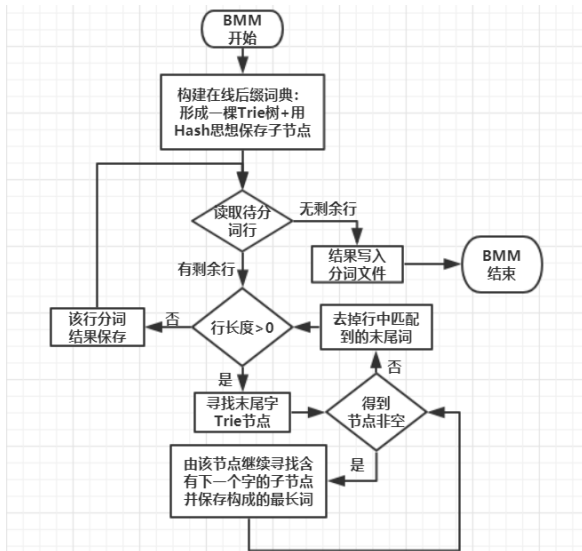 BMM
开始
构建在线后缀词典：
形成一棵Trie树+用
Hash思想保存子节点
读取待分
词行
无剩余行
结果写入
分词文件
BMM
结束
有剩余行
该行分词
结果保存
否
行长度>0
去掉行中匹配
到的末尾词
是
否
寻找末尾字
Trie节点
得到
节点非空
是
由该节点继续寻找含
有下一个字的子节点
并保存构成的最长词